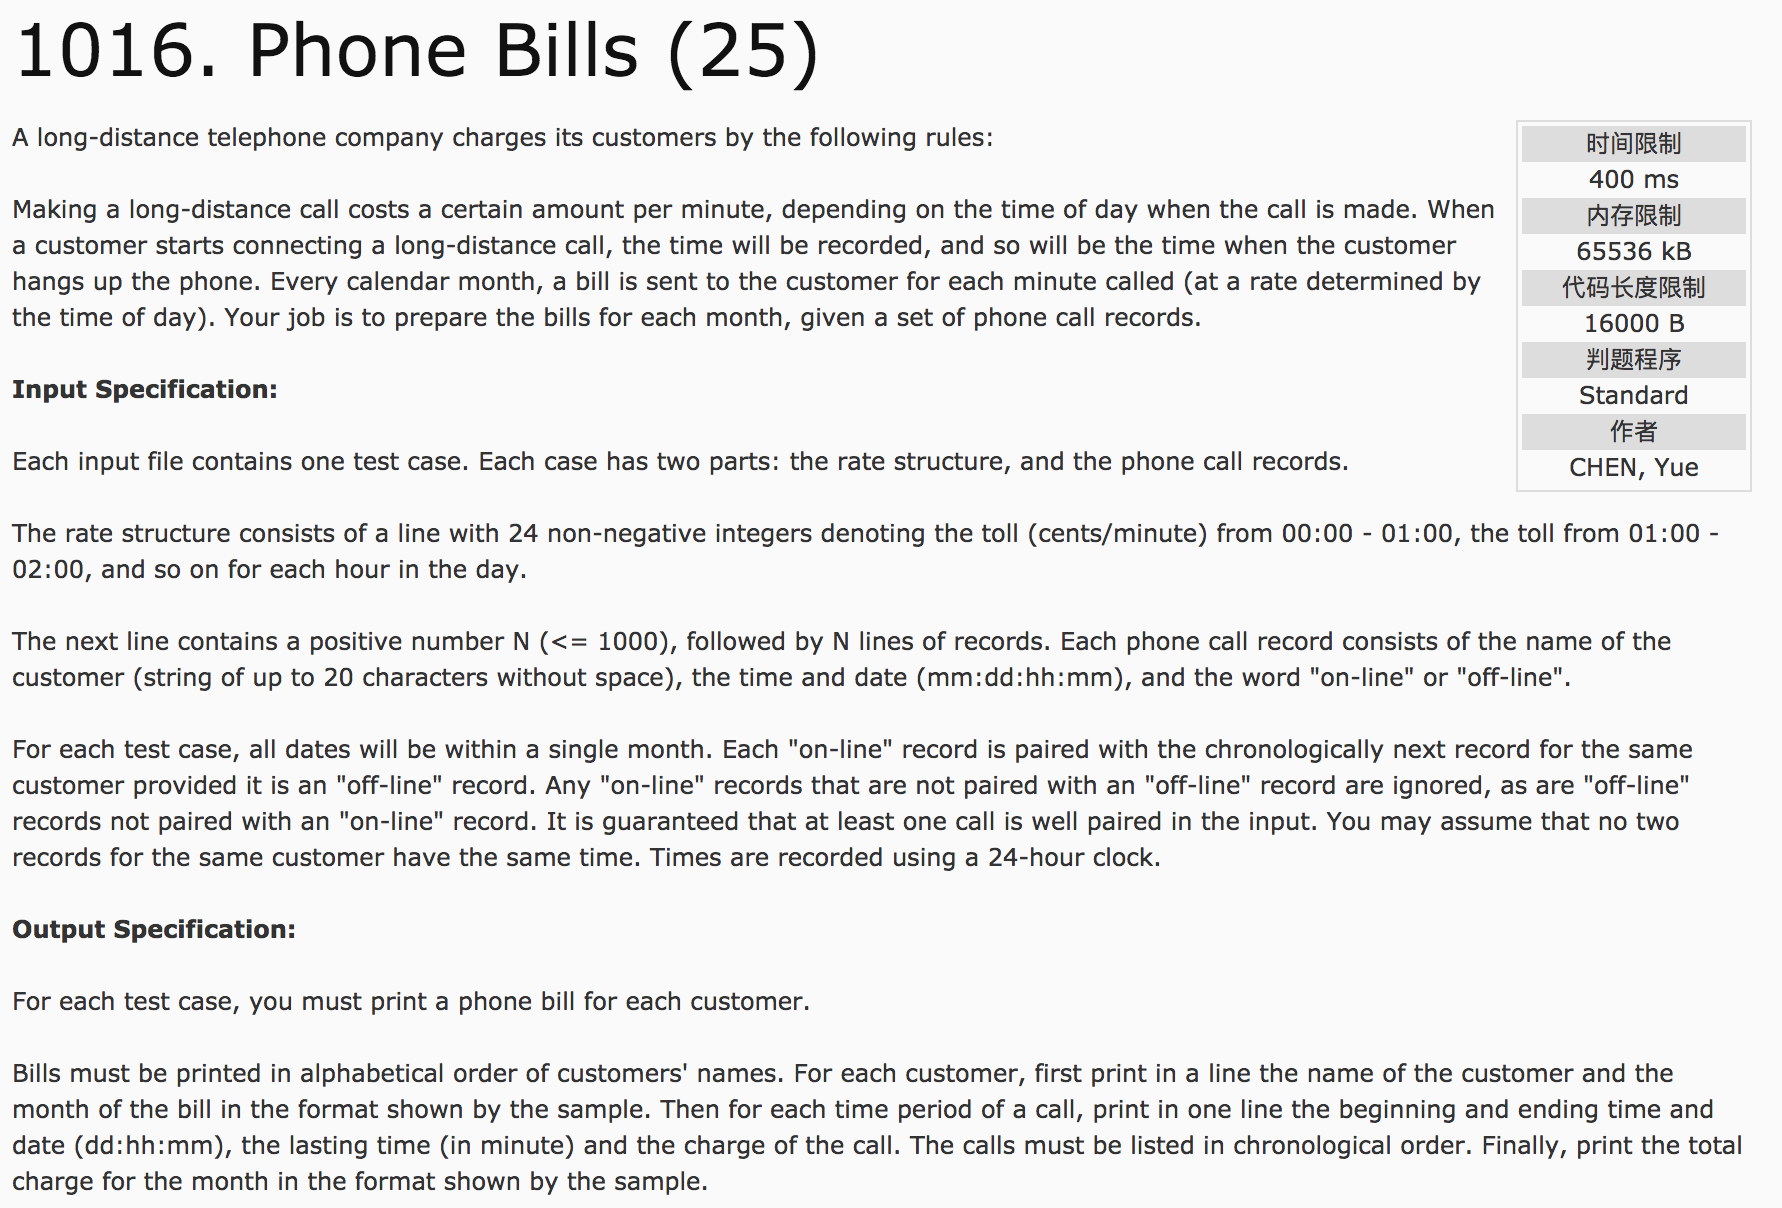 1016. Phone Bills (25)
A long-distance telephone company charges its customers by the following rules:
时间限制
400 ms
内存限制
65536 kB
代码长度限制
16000 B
判题程序
Standard
作者
CHEN, Yue
Making a long-distance call costs a certain amount per minute, depending on the time of day when the call is made. When
a customer starts connecting a long-distance call, the time will be recorded, and so will be the time when the customer
hangs up the phone. Every calendar month, a bill is sent to the customer for each minute called (at a rate determined by
the time of day). Your job is to prepare the bills for each month, given a set of phone call records.
Input Specification:
Each input file contains one test case. Each case has two parts: the rate structure, and the phone call records.
The rate structure consists of a line with 24 non-negative integers denoting the toll (cents/minute) from 00:00 - 01:00, the toll from 01:00 -
02:00, and so on for each hour in the day.
The next line contains a positive number N (<= 1000), followed by N lines of records. Each phone call record consists of the name of the
customer (string of up to 20 characters without space), the time and date (mm:dd:hh:mm), and the word "on-line" or "off-line".
For each test case, all dates will be within a single month. Each "on-line" record is paired with the chronologically next record for the same
customer provided it is an "off-line" record. Any "on-line" records that are not paired with an "off-line" record are ignored, as are "off-line"
records not paired with an "on-line" record. It is guaranteed that at least one call is well paired in the input. You may assume that no two
records for the same customer have the same time. Times are recorded using a 24-hour clock.
Output Specification:
For each test case, you must print a phone bill for each customer.
Bills must be printed in alphabetical order of customers' names. For each customer, first print in a line the name of the customer and the
month of the bill in the format shown by the sample. Then for each time period of a call, print in one line the beginning and ending time and
date (dd:hh:mm), the lasting time (in minute) and the charge of the call. The calls must be listed in chronological order. Finally, print the total
charge for the month in the format shown by the sample.